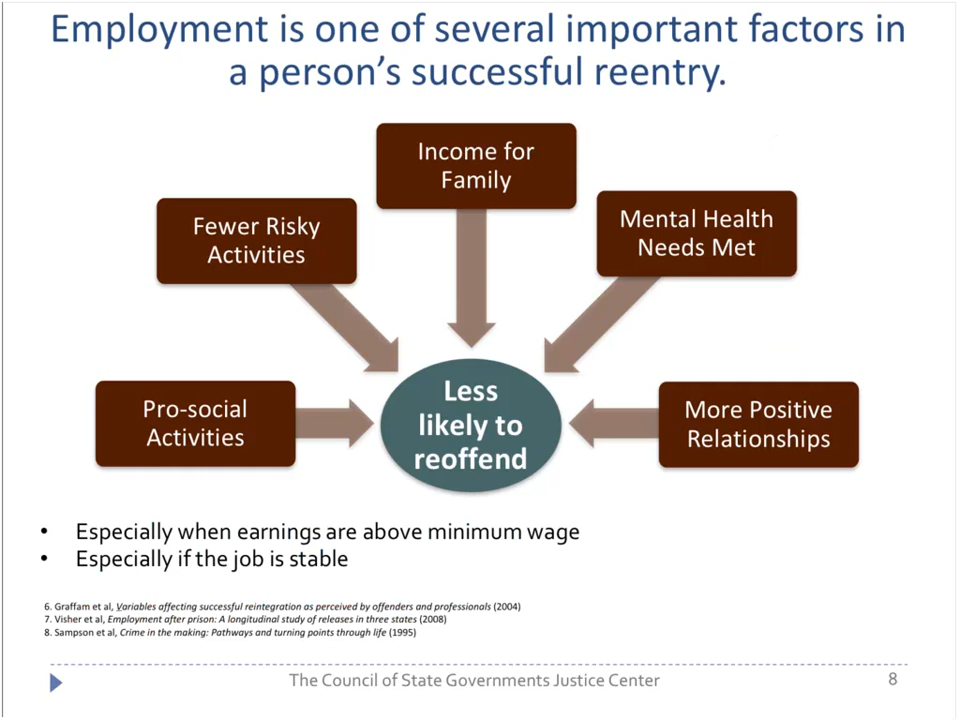 Employment is one of several important factors in
a person’s successful reentry.
Income for
Family
Fewer Risky
Activities
Mental Health
Needs Met
Pro-social
Activities
Less
likely to
reoffend
More Positive
Relationships
• Especially when earnings are above minimum wage
• Especially if the job is stable
6. Graffam et al, Variables affecting successful reintegration as perceived by offenders and professionals (2004)
7. Visher et al, Employment after prison: A longitudinal study of releases in three states (2008)
8. Sampson et al, Crime in the making: Pathways and turning points through life (1995)
The Council of State Governments Justice Center
8